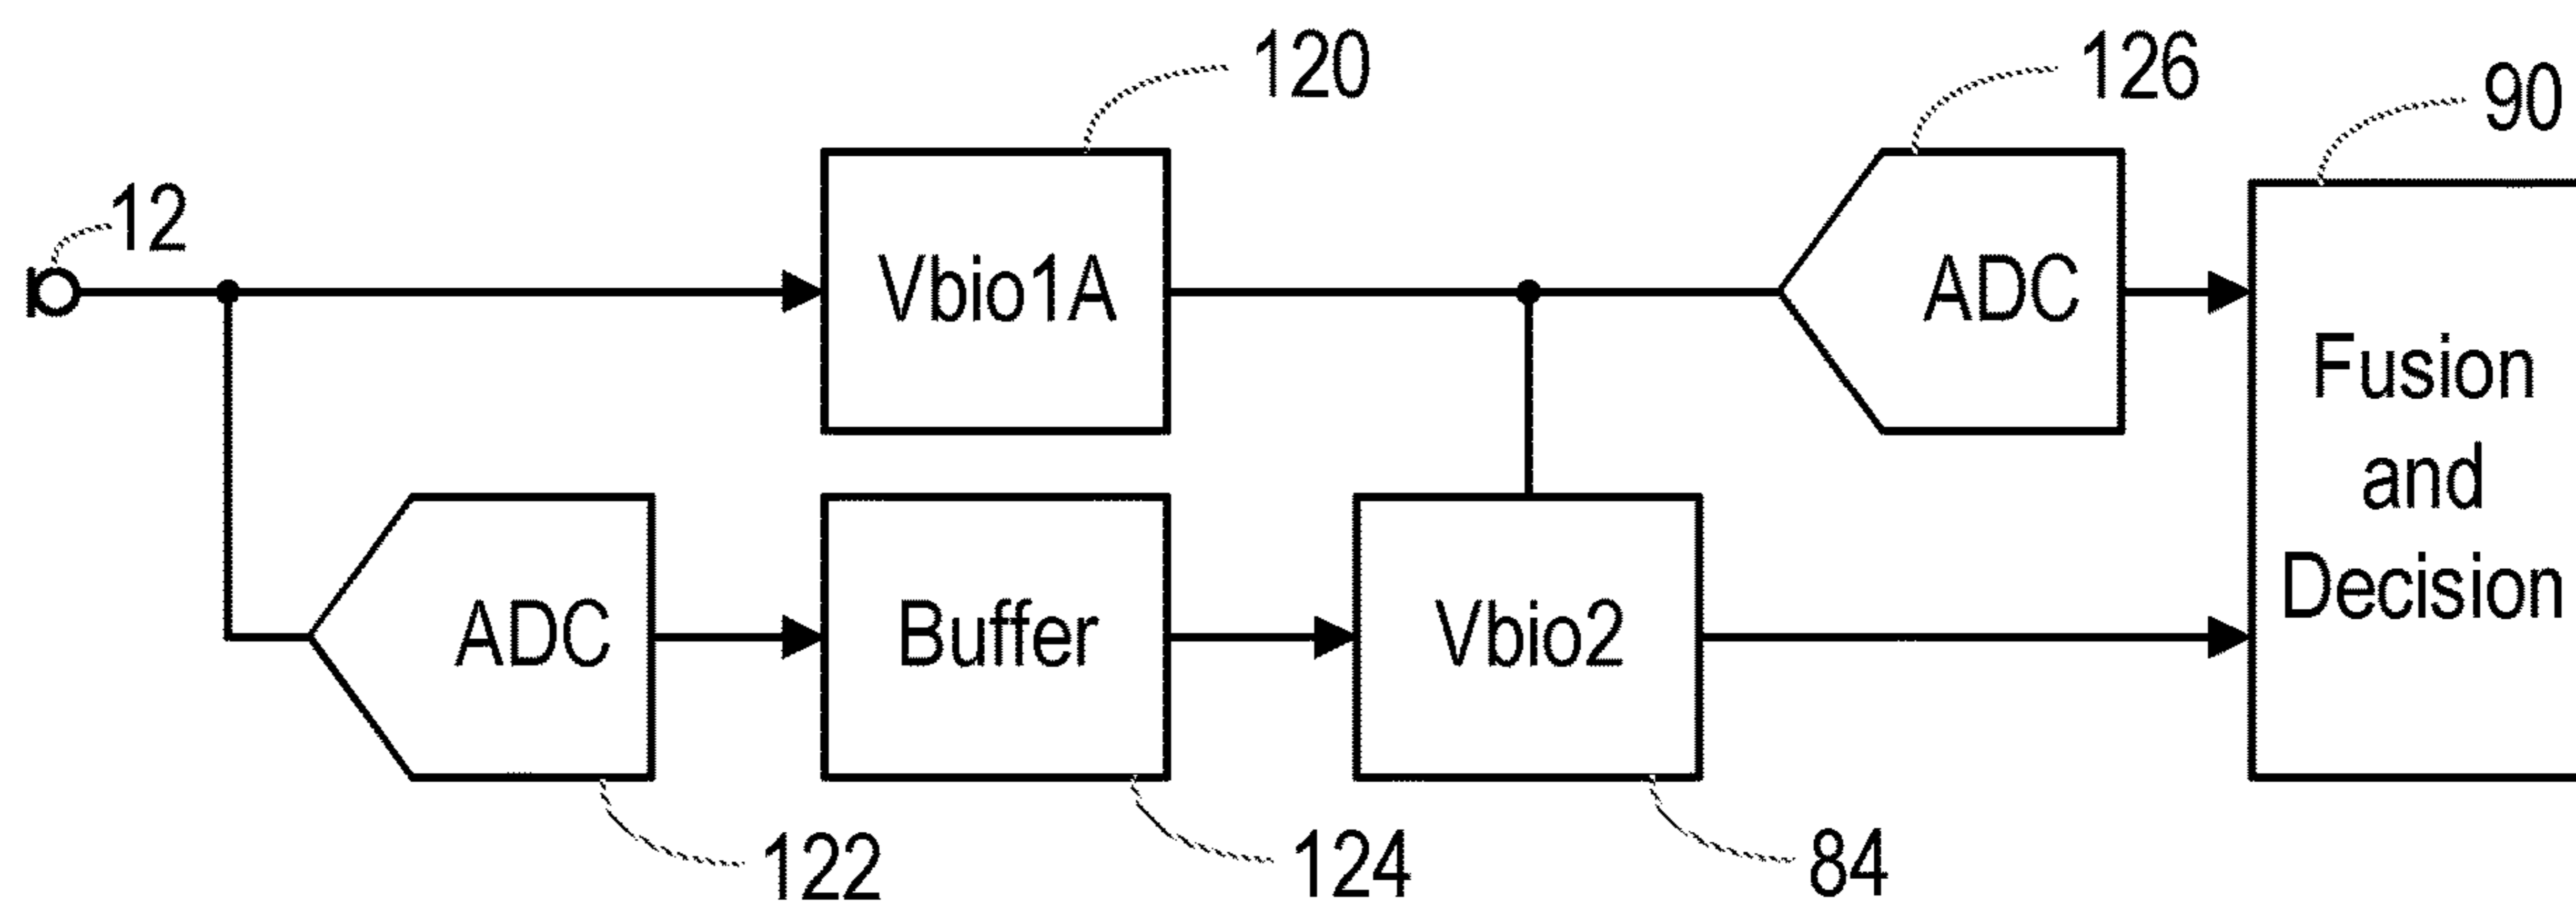 120
126
90
12
Vbio1A
ADC
Fusion
and
Decision
ADC
Buffer
Vbio2
122
124
84